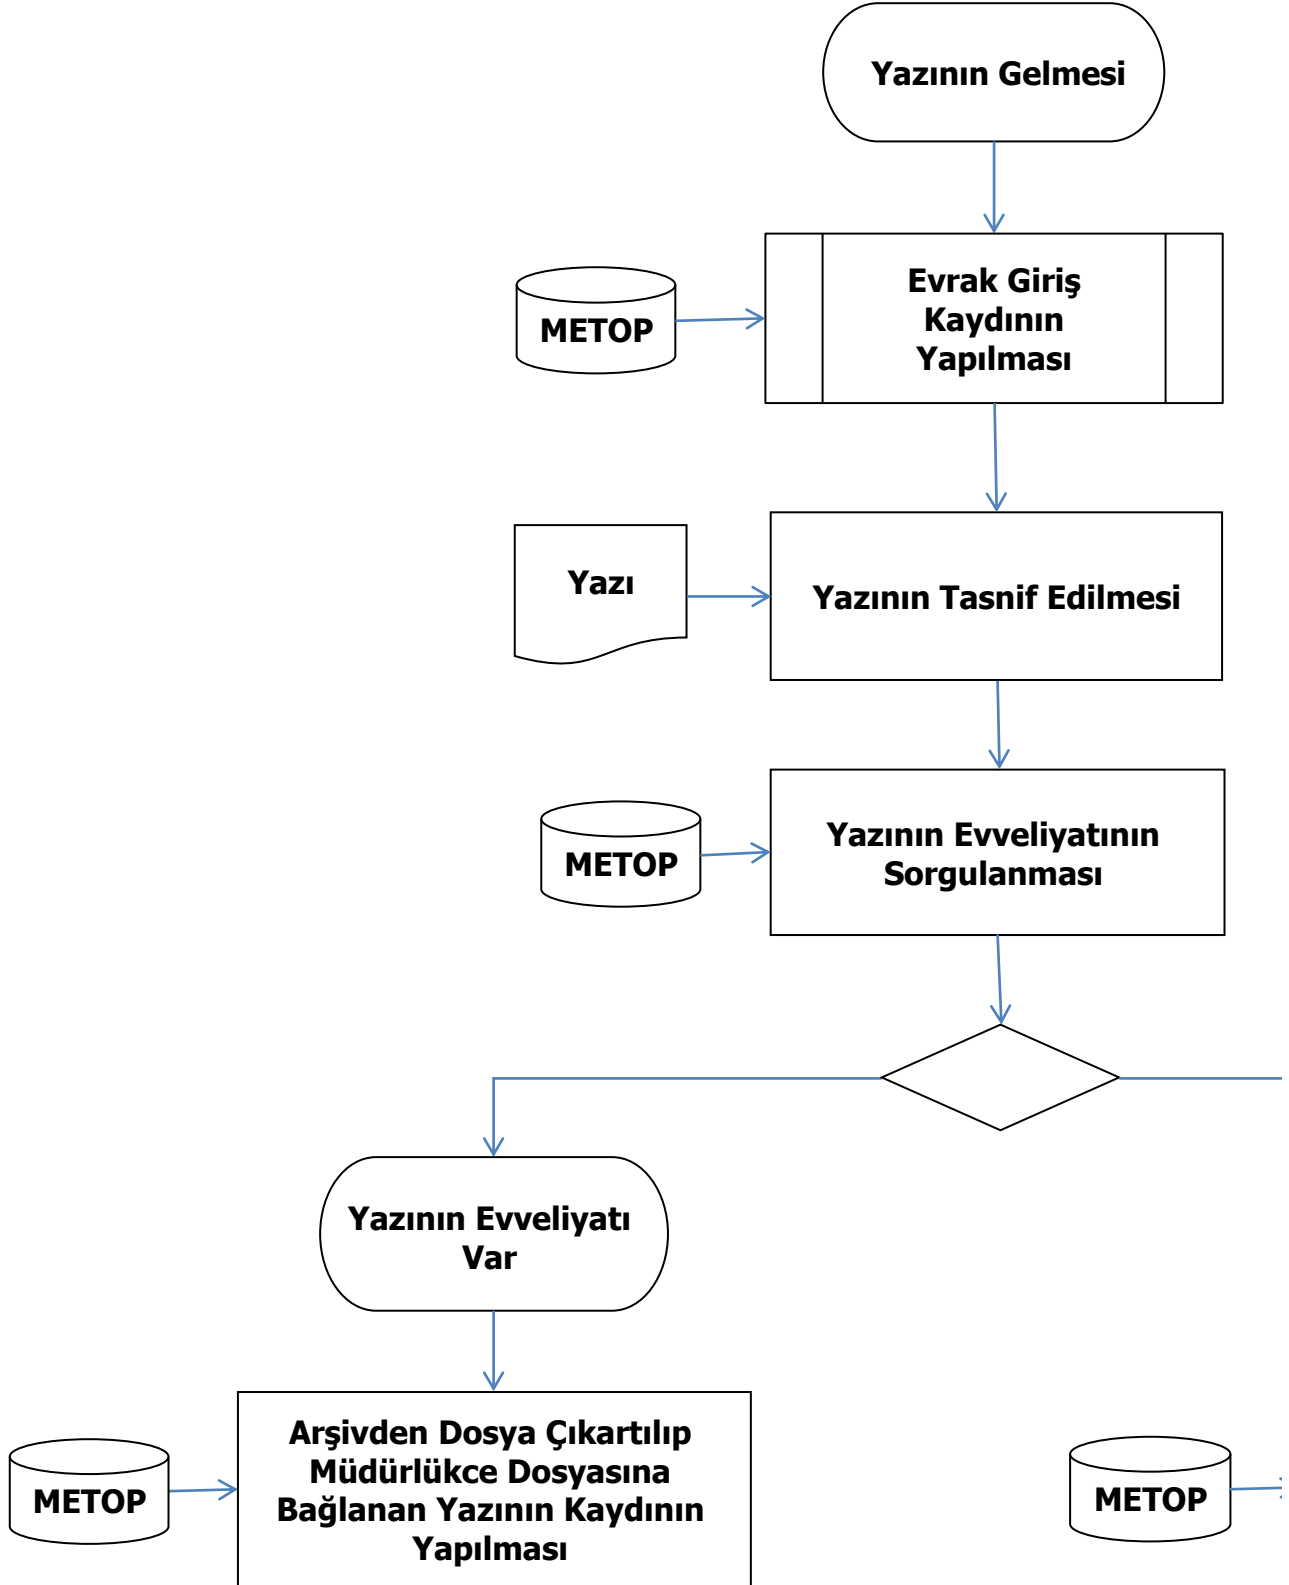 Yazının Gelmesi
Evrak Giriş
Kaydının
Yapılması
METOP
Yazı
Yazının Tasnif Edilmesi
Yazının Evveliyatının
Sorgulanması
METOP
Yazının Evveliyatı
Var
Arşivden Dosya Çıkartılıp
Müdürlükce Dosyasına
Bağlanan Yazının Kaydının
Yapılması
METOP
METOP